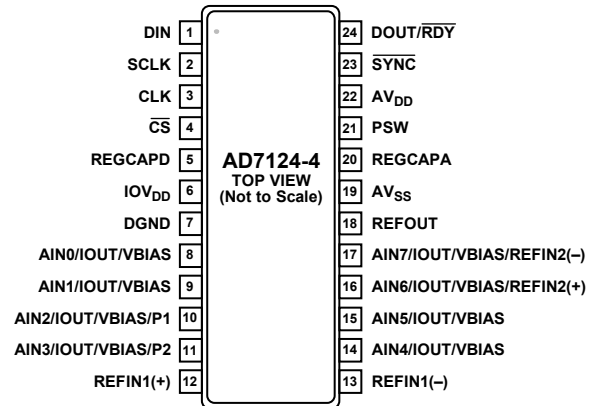 DIN 1
SCLK 2
CLK 3
C̅S̅ 4
REGCAPD 5
IOVDD 6
DGND 7
AIN0/IOUT/VBIAS 8
AIN1/IOUT/VBIAS 9
AIN2/IOUT/VBIAS/P1 10
AIN3/IOUT/VBIAS/P2 11
REFIN1(+) 12
AD7124-4
TOP VIEW
(Not to Scale)
24 DOUT/R̅D̅Y̅
23 S̅Y̅N̅C̅
22 AVDD
21 PSW
20 REGCAPA
19 AVSS
18 REFOUT
17 AIN7/IOUT/VBIAS/REFIN2(–)
16 AIN6/IOUT/VBIAS/REFIN2(+)
15 AIN5/IOUT/VBIAS
14 AIN4/IOUT/VBIAS
13 REFIN1(–)